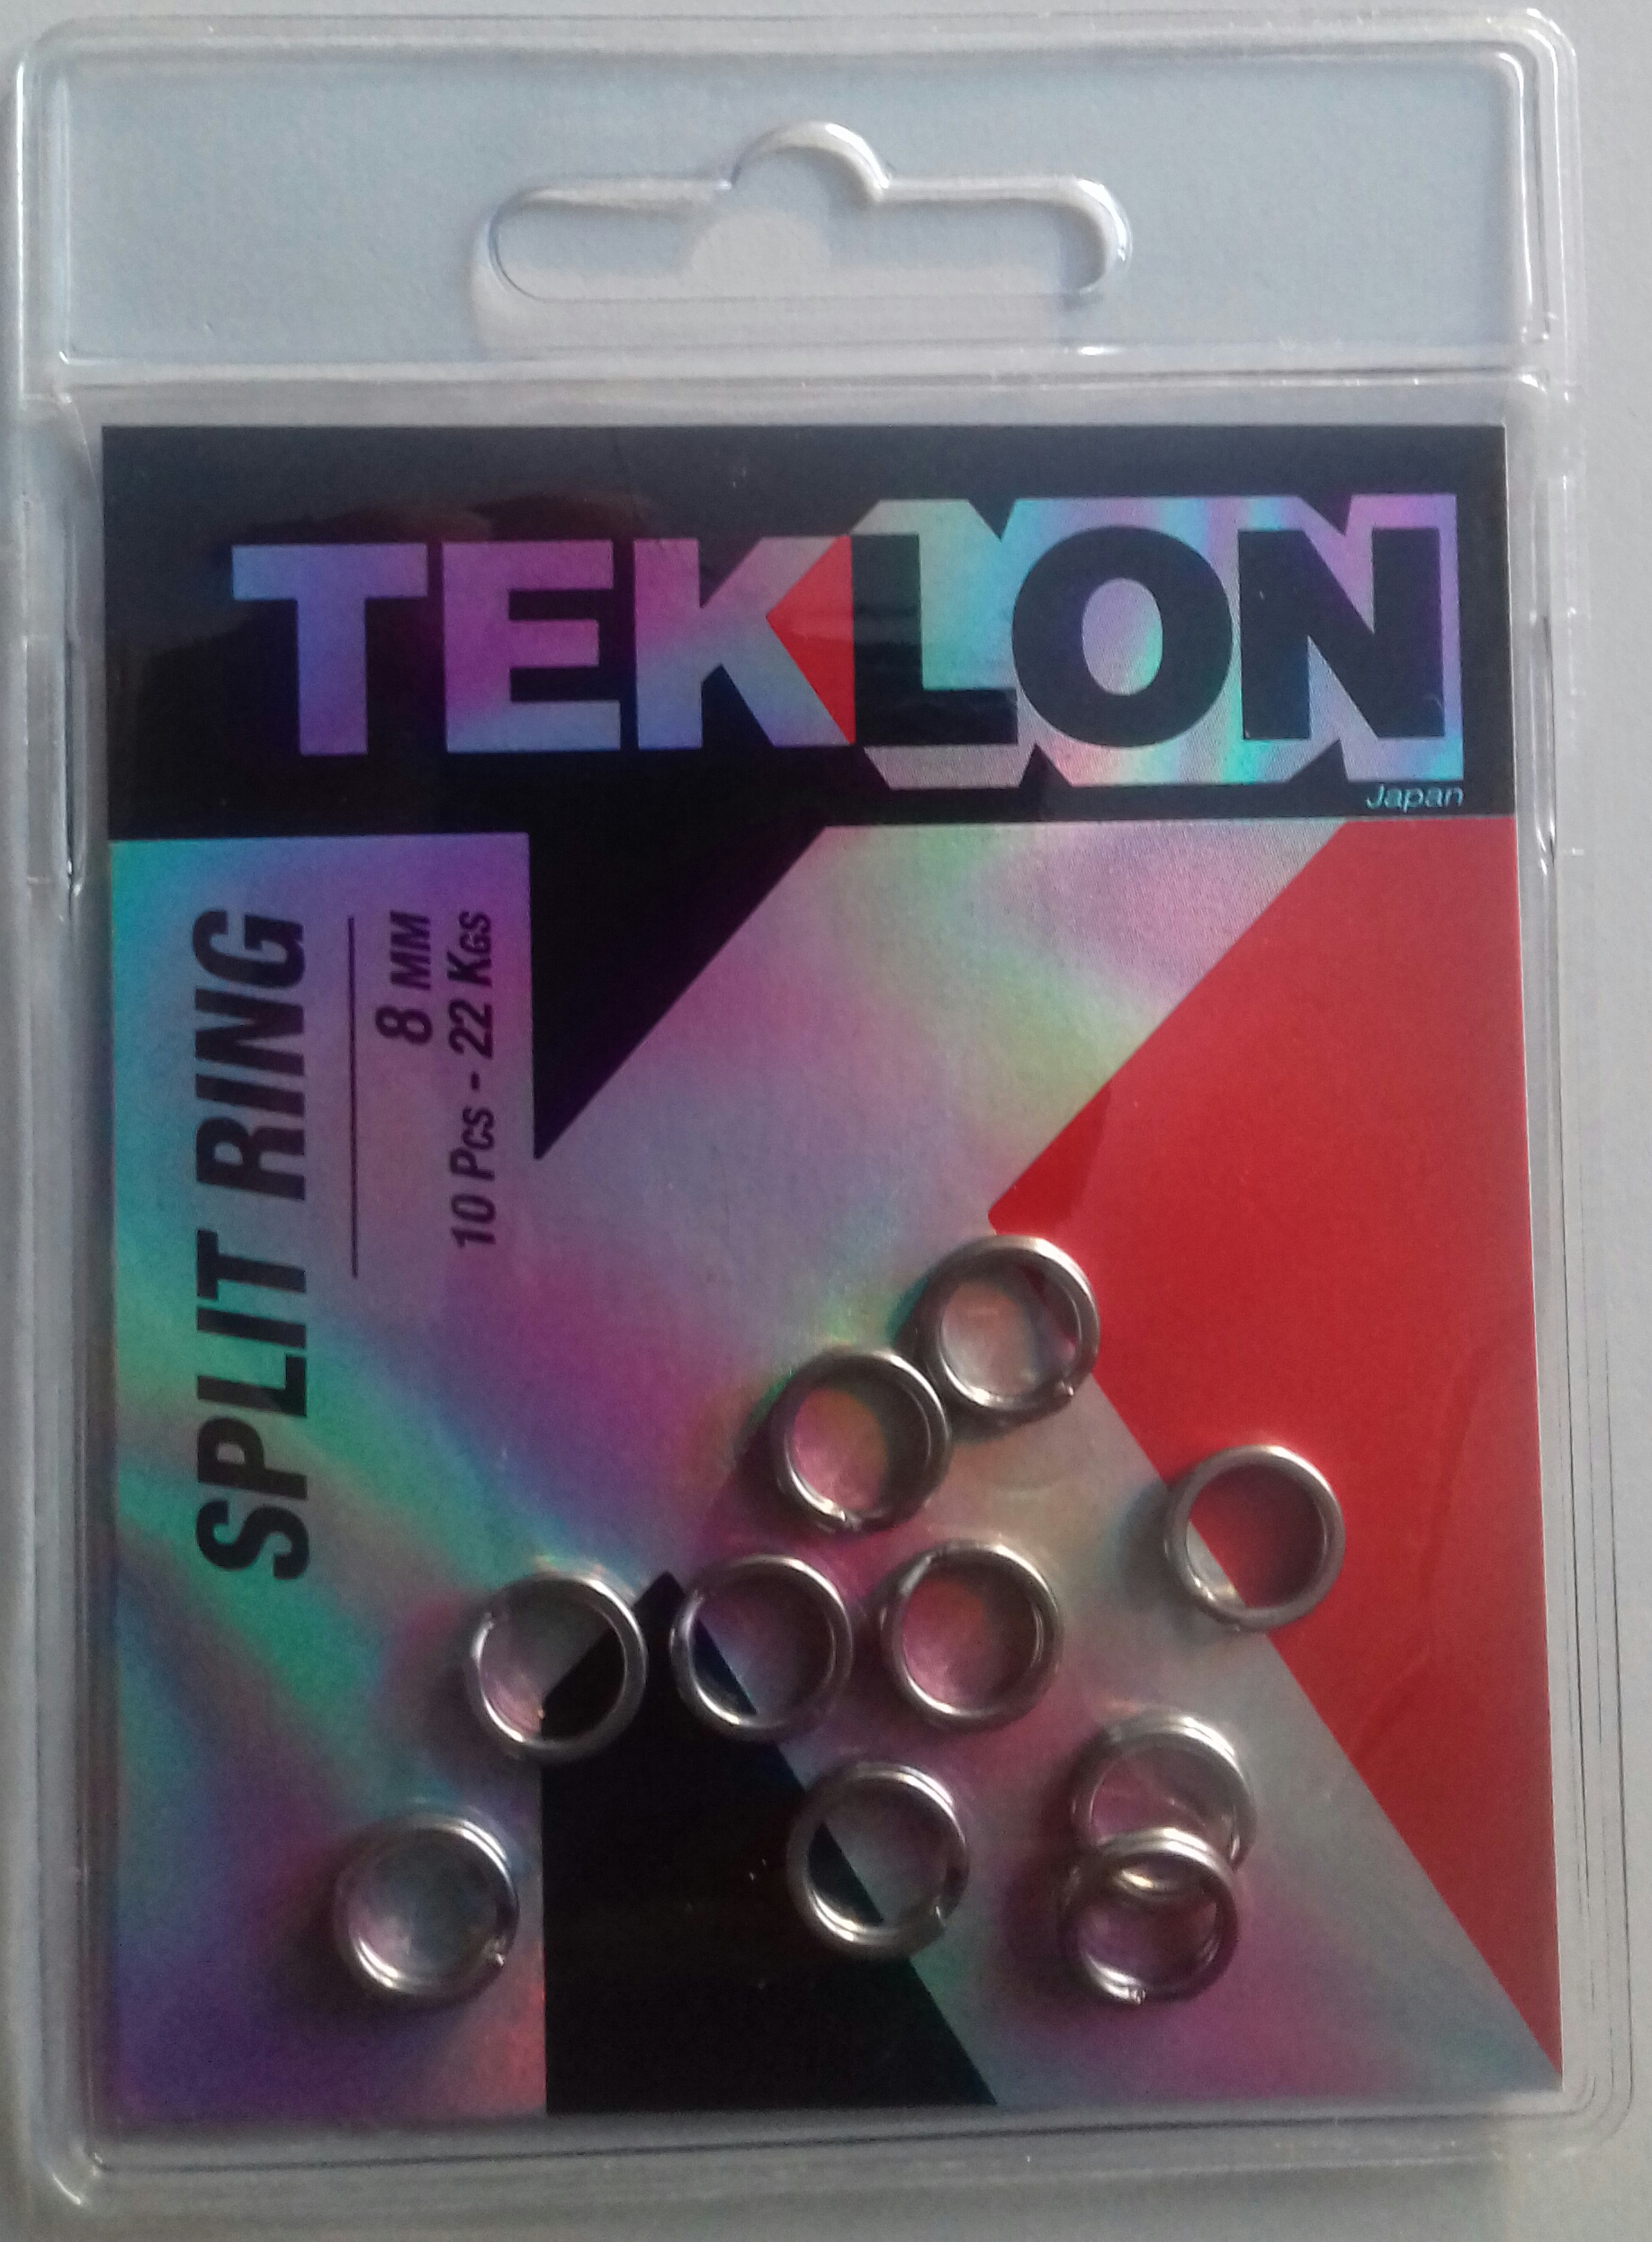 TEKLON
Japan
SPLIT RING
8 MM
10 PCS - 22 KGS